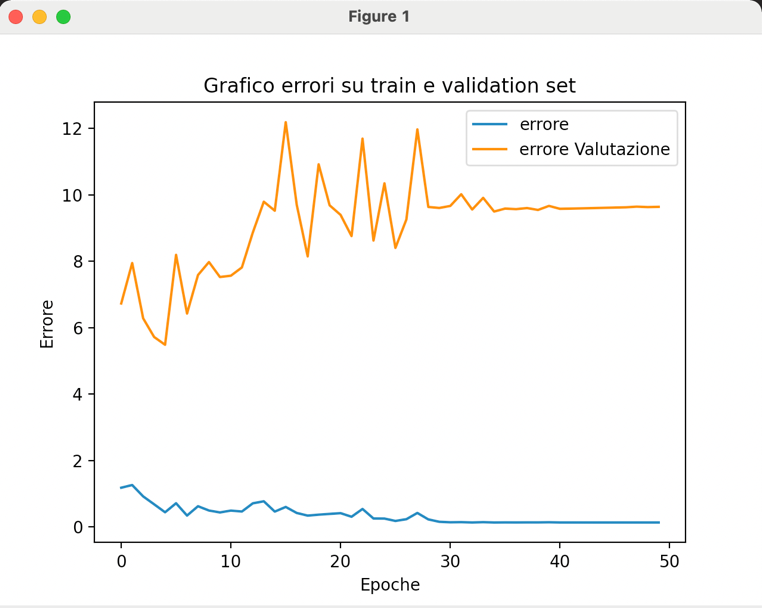 Figure 1
Grafico errori su train e validation set
errore
errore Valutazione
12
10
8
6
4
2
0
Errore
0 10 20 30 40 50
Epoche